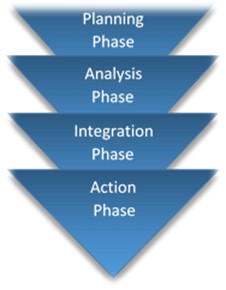 Planning
Phase
Analysis
Phase
Integration
Phase
Action
Phase